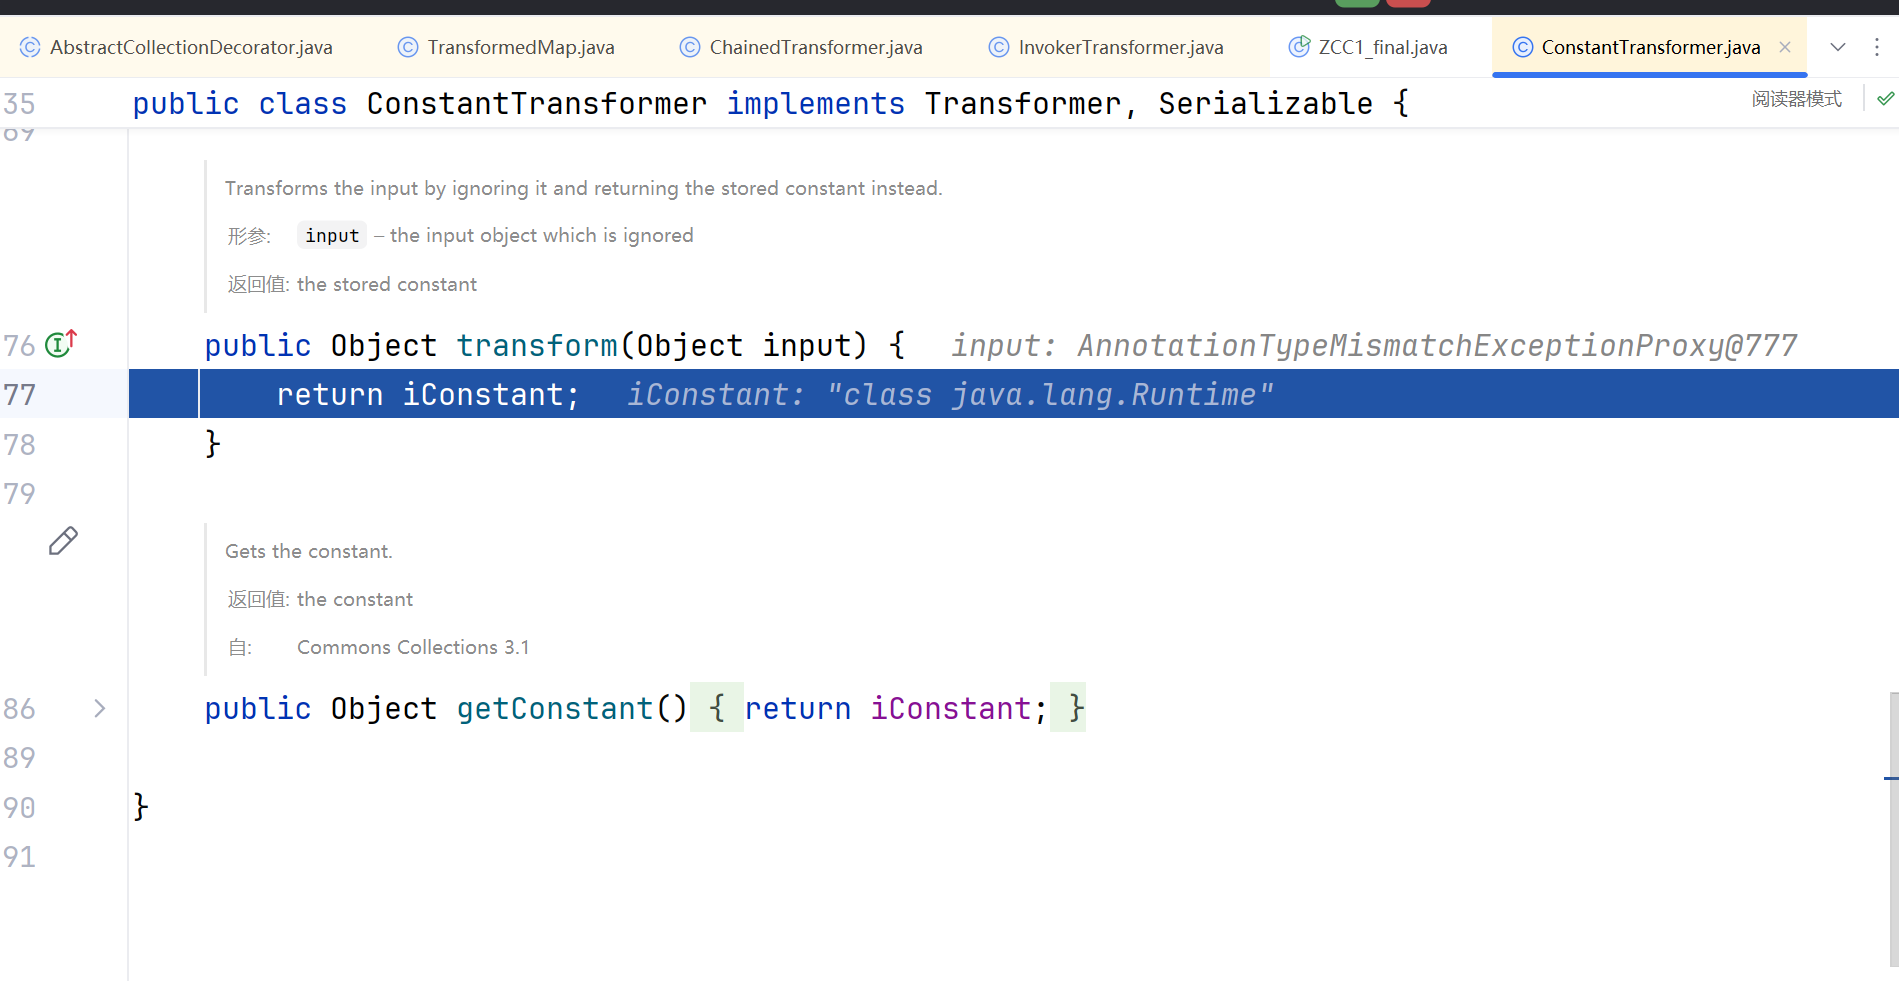 AbstractCollectionDecorator.java TransformedMap.java ChainedTransformer.java InvokerTransformer.java ZCC1_final.java ConstantTransformer.java
35 public class ConstantTransformer implements Transformer, Serializable { 阅读器模式
69
Transforms the input by ignoring it and returning the stored constant instead.
形参: input – the input object which is ignored
返回值: the stored constant
76 public Object transform(Object input) { input: AnnotationTypeMismatchExceptionProxy@777
77 return iConstant; iConstant: "class java.lang.Runtime"
78 }
79
Gets the constant.
返回值: the constant
自: Commons Collections 3.1
86 public Object getConstant() { return iConstant; }
89
90 }
91